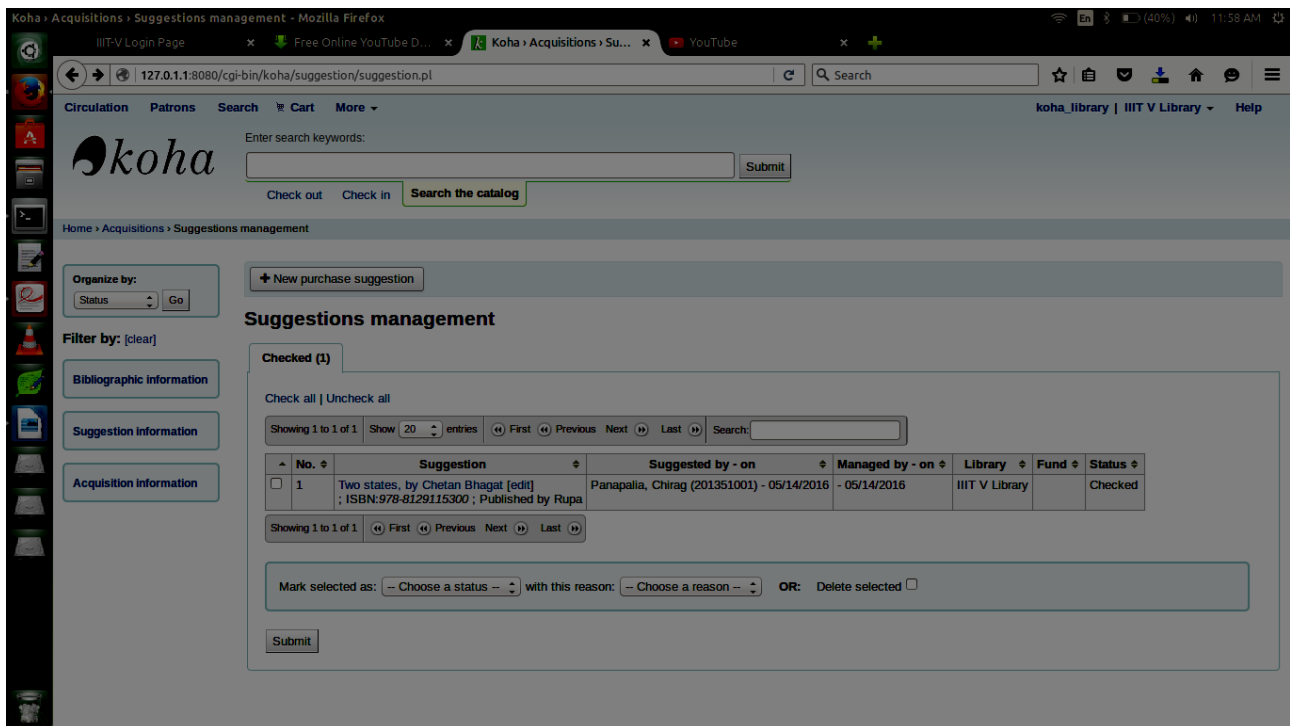 Koha › Acquisitions › Suggestions management - Mozilla Firefox
En (40%) 11:58 AM
IIIT-V Login Page × Free Online YouTube D... × Koha › Acquisitions › Su... × YouTube ×
127.0.1.1:8080/cgi-bin/koha/suggestion/suggestion.pl Search
Circulation Patrons Search Cart More koha_library | IIIT V Library Help
koha
Enter search keywords:
Submit
Check out Check in Search the catalog
Home › Acquisitions › Suggestions management
Organize by:
Status Go
Filter by: [clear]
Bibliographic information
Suggestion information
Acquisition information
+ New purchase suggestion
Suggestions management
Checked (1)
Check all | Uncheck all
Showing 1 to 1 of 1 Show 20 entries First Previous Next Last Search:
No. Suggestion Suggested by - on Managed by - on Library Fund Status
1 Two states, by Chetan Bhagat [edit] Panapalia, Chirag (201351001) - 05/14/2016 - 05/14/2016 IIIT V Library Checked
; ISBN:978-8129115300 ; Published by Rupa
Showing 1 to 1 of 1 First Previous Next Last
Mark selected as: -- Choose a status -- with this reason: -- Choose a reason -- OR: Delete selected
Submit